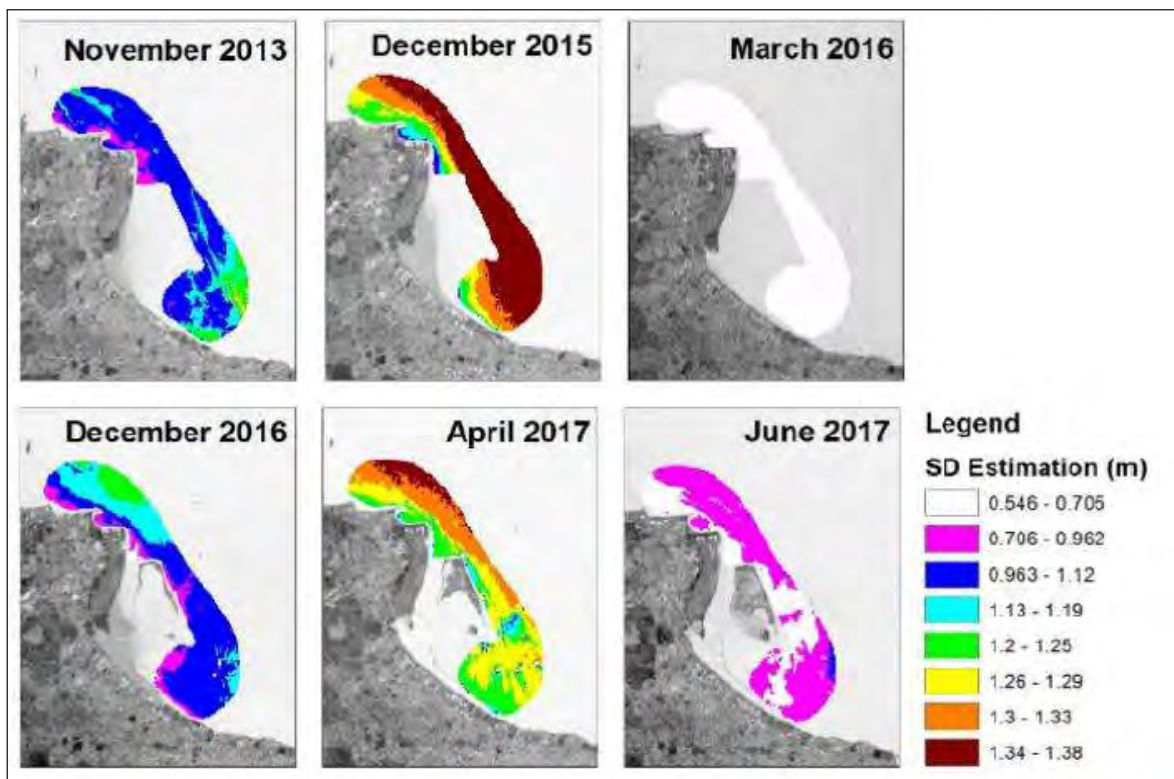 November 2013
December 2015
March 2016
December 2016
April 2017
June 2017
Legend
SD Estimation (m)
0.546 - 0.705
0.706 - 0.962
0.963 - 1.12
1.13 - 1.19
1.2 - 1.25
1.26 - 1.29
1.3 - 1.33
1.34 - 1.38